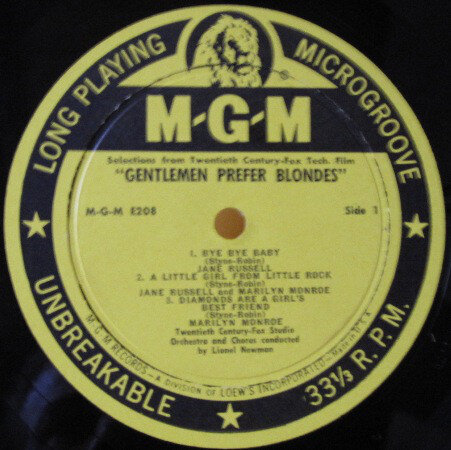 LONG PLAYING
MICROGROOVE
M-G-M
Selections from Twentieth Century-Fox Tech. Film
"GENTLEMEN PREFER BLONDES"
M-G-M E208
Side 1
1. BYE BYE BABY
(Styne-Robin)
JANE RUSSELL
2. A LITTLE GIRL FROM LITTLE ROCK
(Styne-Robin)
JANE RUSSELL and MARILYN MONROE
3. DIAMONDS ARE A GIRL'S
BEST FRIEND
(Styne-Robin)
MARILYN MONROE
Twentieth Century-Fox Studio
Orchestra and Chorus conducted
by Lionel Newman
M G M RECORDS—A DIVISION OF LOEW'S INCORPORATED—Made in U.S.A.
UNBREAKABLE
33⅓ R.P.M.